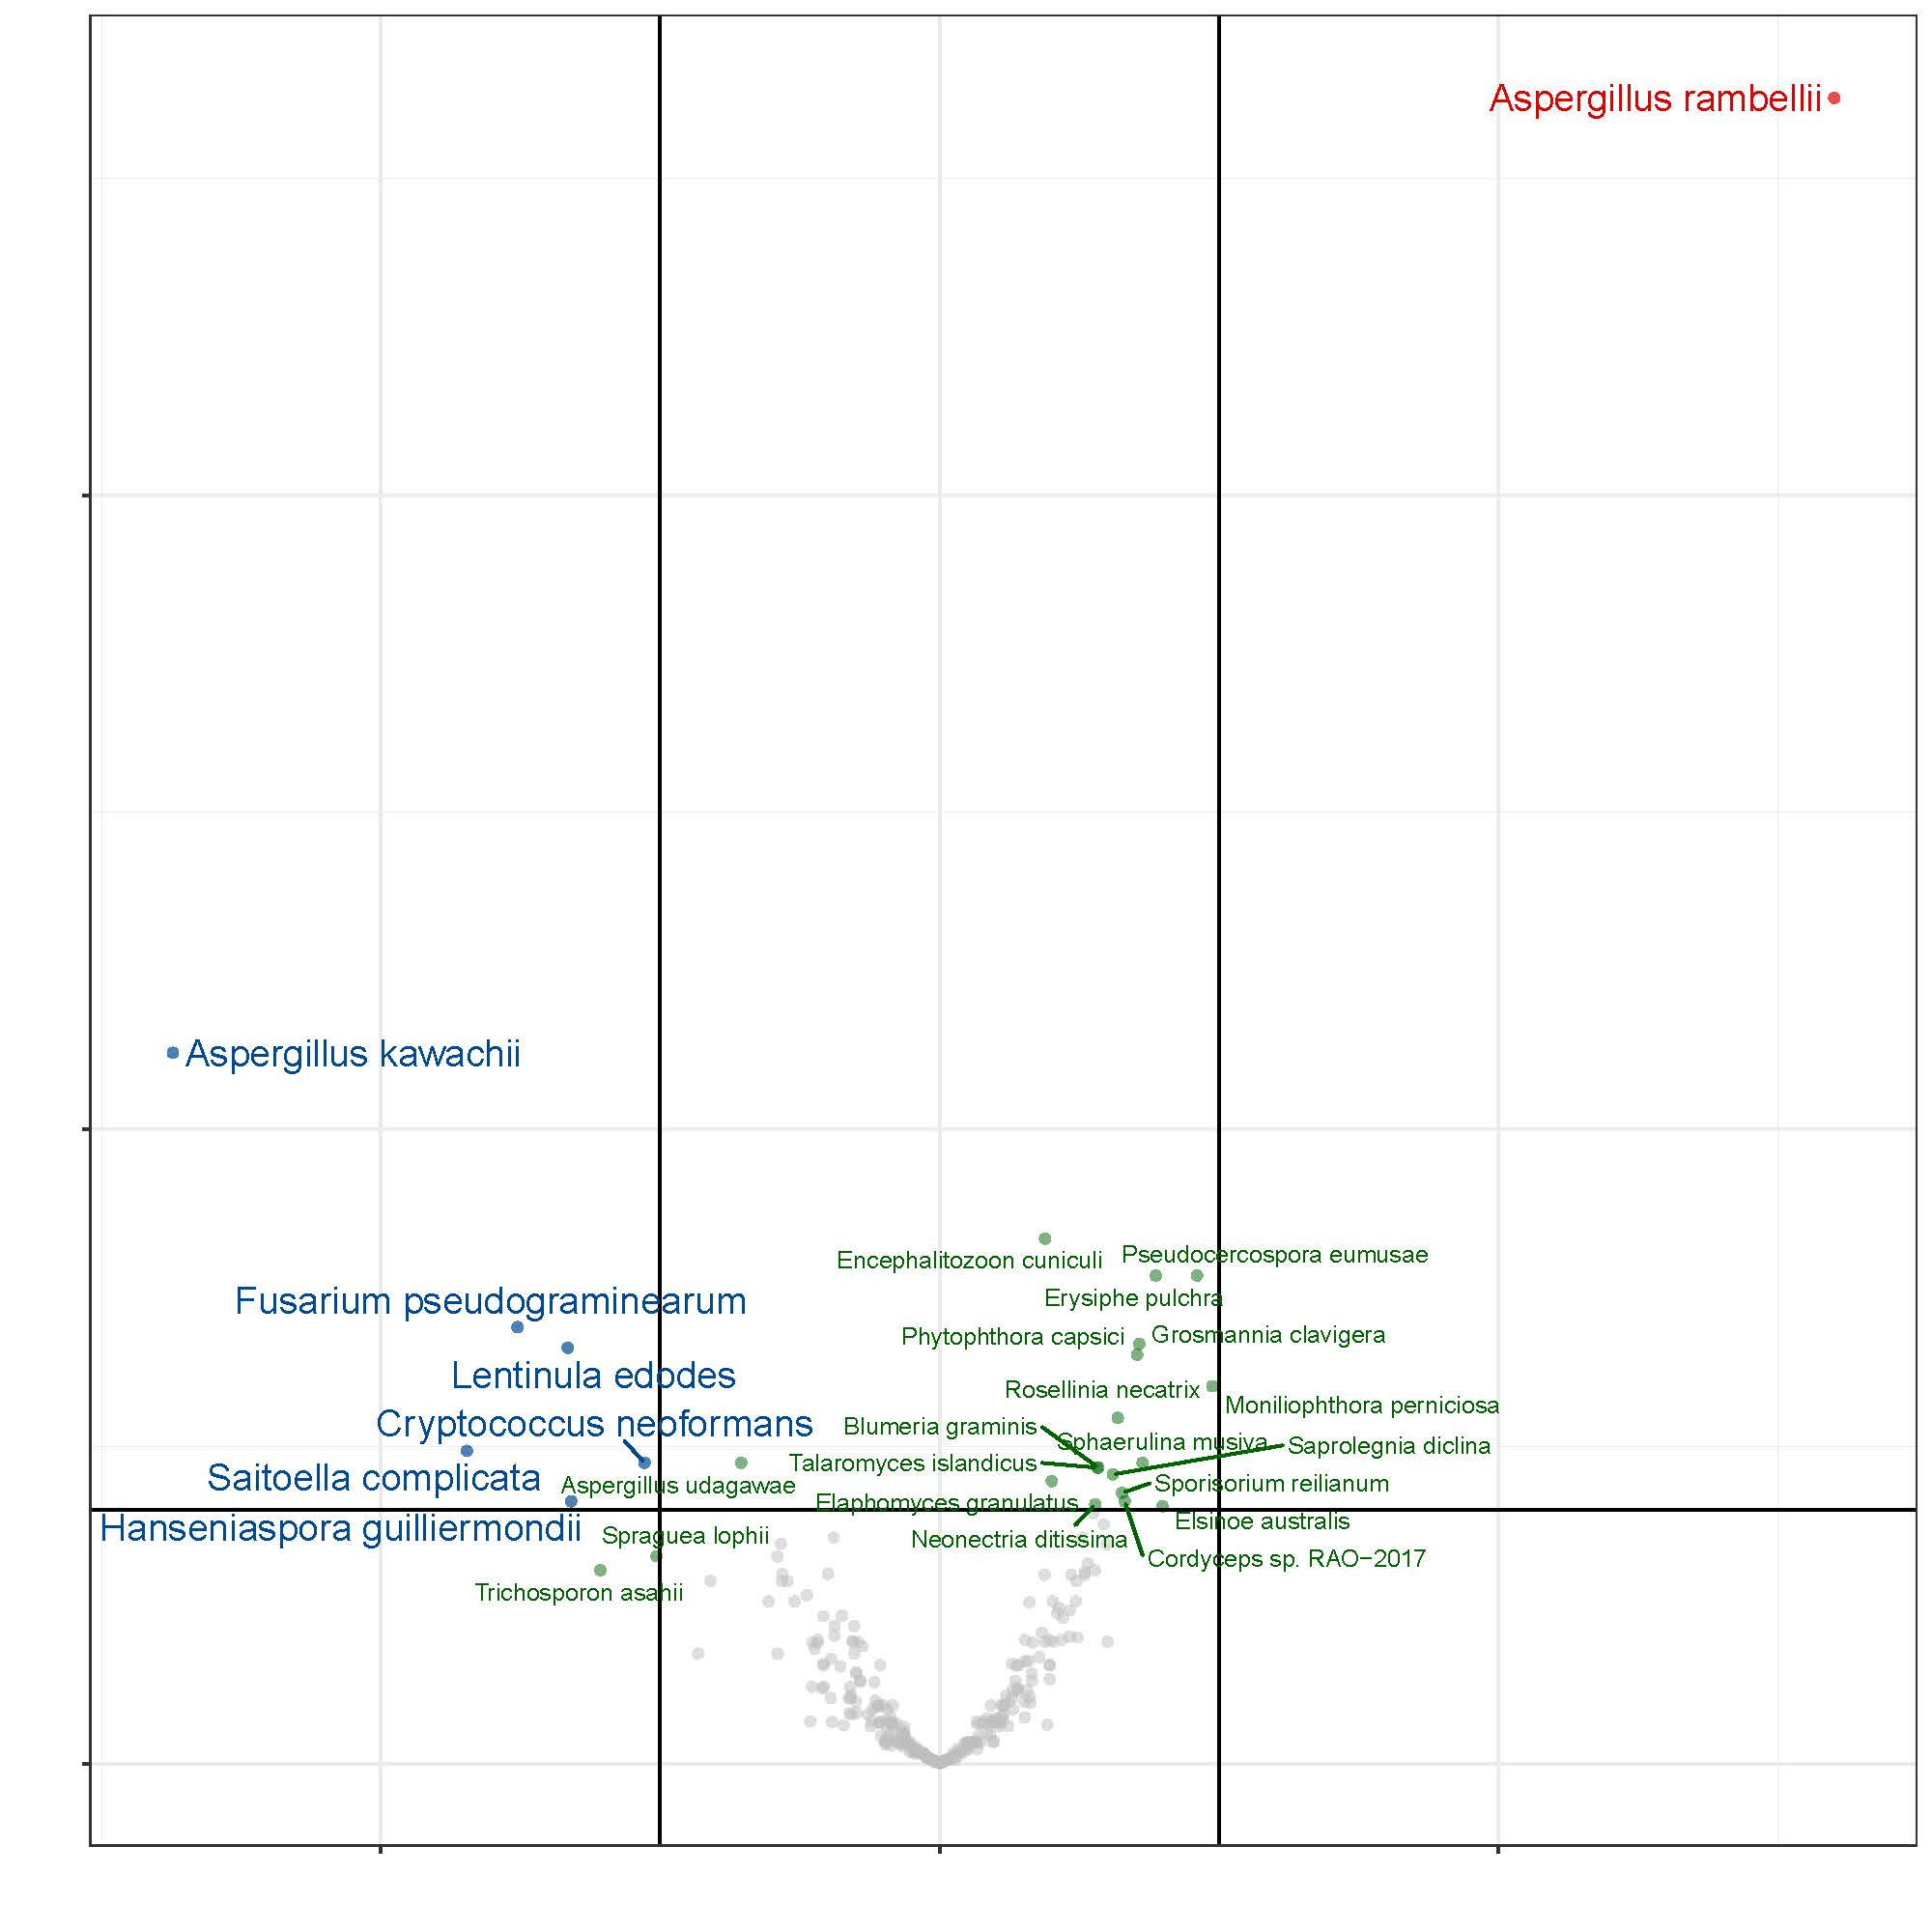 Aspergillus rambellii
Aspergillus kawachii
Encephalitozoon cuniculi
Pseudocercospora eumusae
Fusarium pseudograminearum
Erysiphe pulchra
Phytophthora capsici
Grosmannia clavigera
Lentinula edodes
Rosellinia necatrix
Moniliophthora perniciosa
Cryptococcus neoformans
Blumeria graminis
Sphaerulina musiva
Saprolegnia diclina
Talaromyces islandicus
Saitoella complicata
Aspergillus udagawae
Sporisorium reilianum
Elaphomyces granulatus
Elsinoe australis
Hanseniaspora guilliermondii
Spraguea lophii
Neonectria ditissima
Cordyceps sp. RAO−2017
Trichosporon asahii